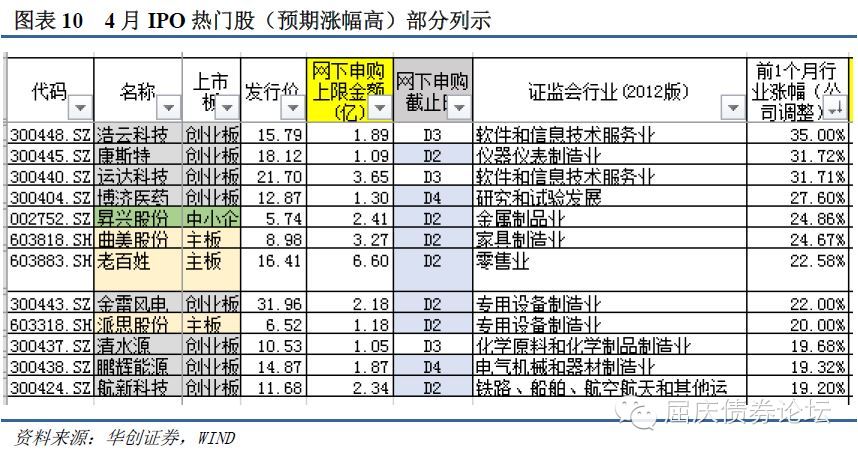 图表 10 4 月 IPO 热门股（预期涨幅高）部分列示
代码 名称 上市板 发行价 网下申购上限金额(亿) 网下申购截止日 证监会行业(2012版) 前1个月行业涨幅（公司调整）
300448.SZ 浩云科技 创业板 15.79 1.89 D3 软件和信息技术服务业 35.00%
300445.SZ 康斯特 创业板 18.12 1.09 D2 仪器仪表制造业 31.72%
300440.SZ 运达科技 创业板 21.70 3.65 D3 软件和信息技术服务业 31.71%
300404.SZ 博济医药 创业板 12.87 1.30 D4 研究和试验发展 27.60%
002752.SZ 昇兴股份 中小企 5.74 2.41 D2 金属制品业 24.86%
603818.SH 曲美股份 主板 8.98 3.27 D2 家具制造业 24.67%
603883.SH 老百姓 主板 16.41 6.60 D2 零售业 22.58%
300443.SZ 金雷风电 创业板 31.96 2.18 D2 专用设备制造业 22.00%
603318.SH 派思股份 主板 6.52 1.18 D2 专用设备制造业 20.00%
300437.SZ 清水源 创业板 10.53 1.05 D3 化学原料和化学制品制造业 19.68%
300438.SZ 鹏辉能源 创业板 14.87 1.87 D4 电气机械和器材制造业 19.32%
300424.SZ 航新科技 创业板 11.68 2.34 D2 铁路、船舶、航空航天和其他运 19.20%
屈庆债券论坛
资料来源：华创证券，WIND